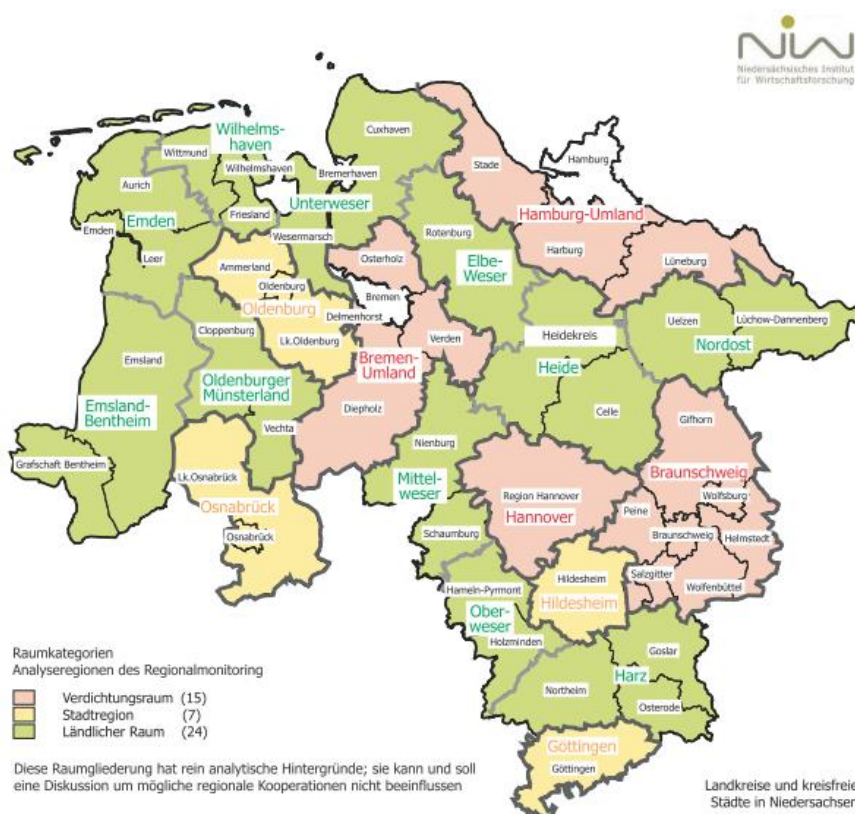 NIW
Niedersächsisches Institut
für Wirtschaftsforschung
Cuxhaven
Wilhelms-
haven
Wittmund
Wilhelmshaven
Bremerhaven
Stade
Hamburg
Aurich
Unterweser
Hamburg-Umland
Emden
Friesland
Emden
Wesermarsch
Rotenburg
Harburg
Leer
Osterholz
Lüneburg
Ammerland
Elbe-
Weser
Oldenburg
Bremen
Oldenburg
Delmenhorst
Cloppenburg
Uelzen
Lüchow-Dannenberg
Lk.Oldenburg
Verden
Heidekreis
Nordost
Emsland
Bremen-
Umland
Heide
Oldenburger
Münsterland
Emsland-
Bentheim
Diepholz
Celle
Gifhorn
Vechta
Nienburg
Grafschaft Bentheim
Lk.Osnabrück
Mittel-
weser
Region Hannover
Braunschweig
Wolfsburg
Osnabrück
Hannover
Peine
Schaumburg
Braunschweig
Helmstedt
Osnabrück
Hildesheim
Salzgitter
Hameln-Pyrmont
Wolfenbüttel
Hildesheim
Ober-
weser
Holzminden
Goslar
Harz
Northeim
Osterode
Göttingen
Göttingen
Raumkategorien
Analyseregionen des Regionalmonitoring
Verdichtungsraum (15)
Stadtregion (7)
Ländlicher Raum (24)
Diese Raumgliederung hat rein analytische Hintergründe; sie kann und soll
eine Diskussion um mögliche regionale Kooperationen nicht beeinflussen
Landkreise und kreisfreie
Städte in Niedersachsen